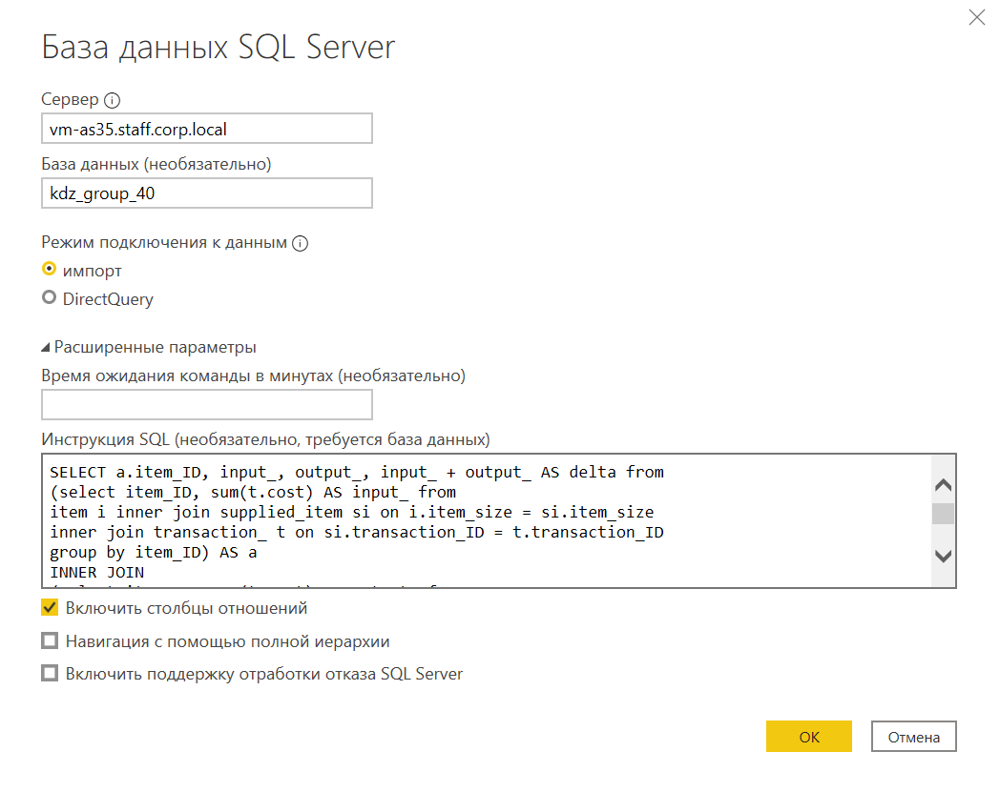 База данных SQL Server
Сервер
vm-as35.staff.corp.local
База данных (необязательно)
kdz_group_40
Режим подключения к данным
импорт
DirectQuery
Расширенные параметры
Время ожидания команды в минутах (необязательно)
Инструкция SQL (необязательно, требуется база данных)
SELECT a.item_ID, input_, output_, input_ + output_ AS delta from
(select item_ID, sum(t.cost) AS input_ from
item i inner join supplied_item si on i.item_size = si.item_size
inner join transaction_ t on si.transaction_ID = t.transaction_ID
group by item_ID) AS a
INNER JOIN
Включить столбцы отношений
Навигация с помощью полной иерархии
Включить поддержку отработки отказа SQL Server
ОК
Отмена